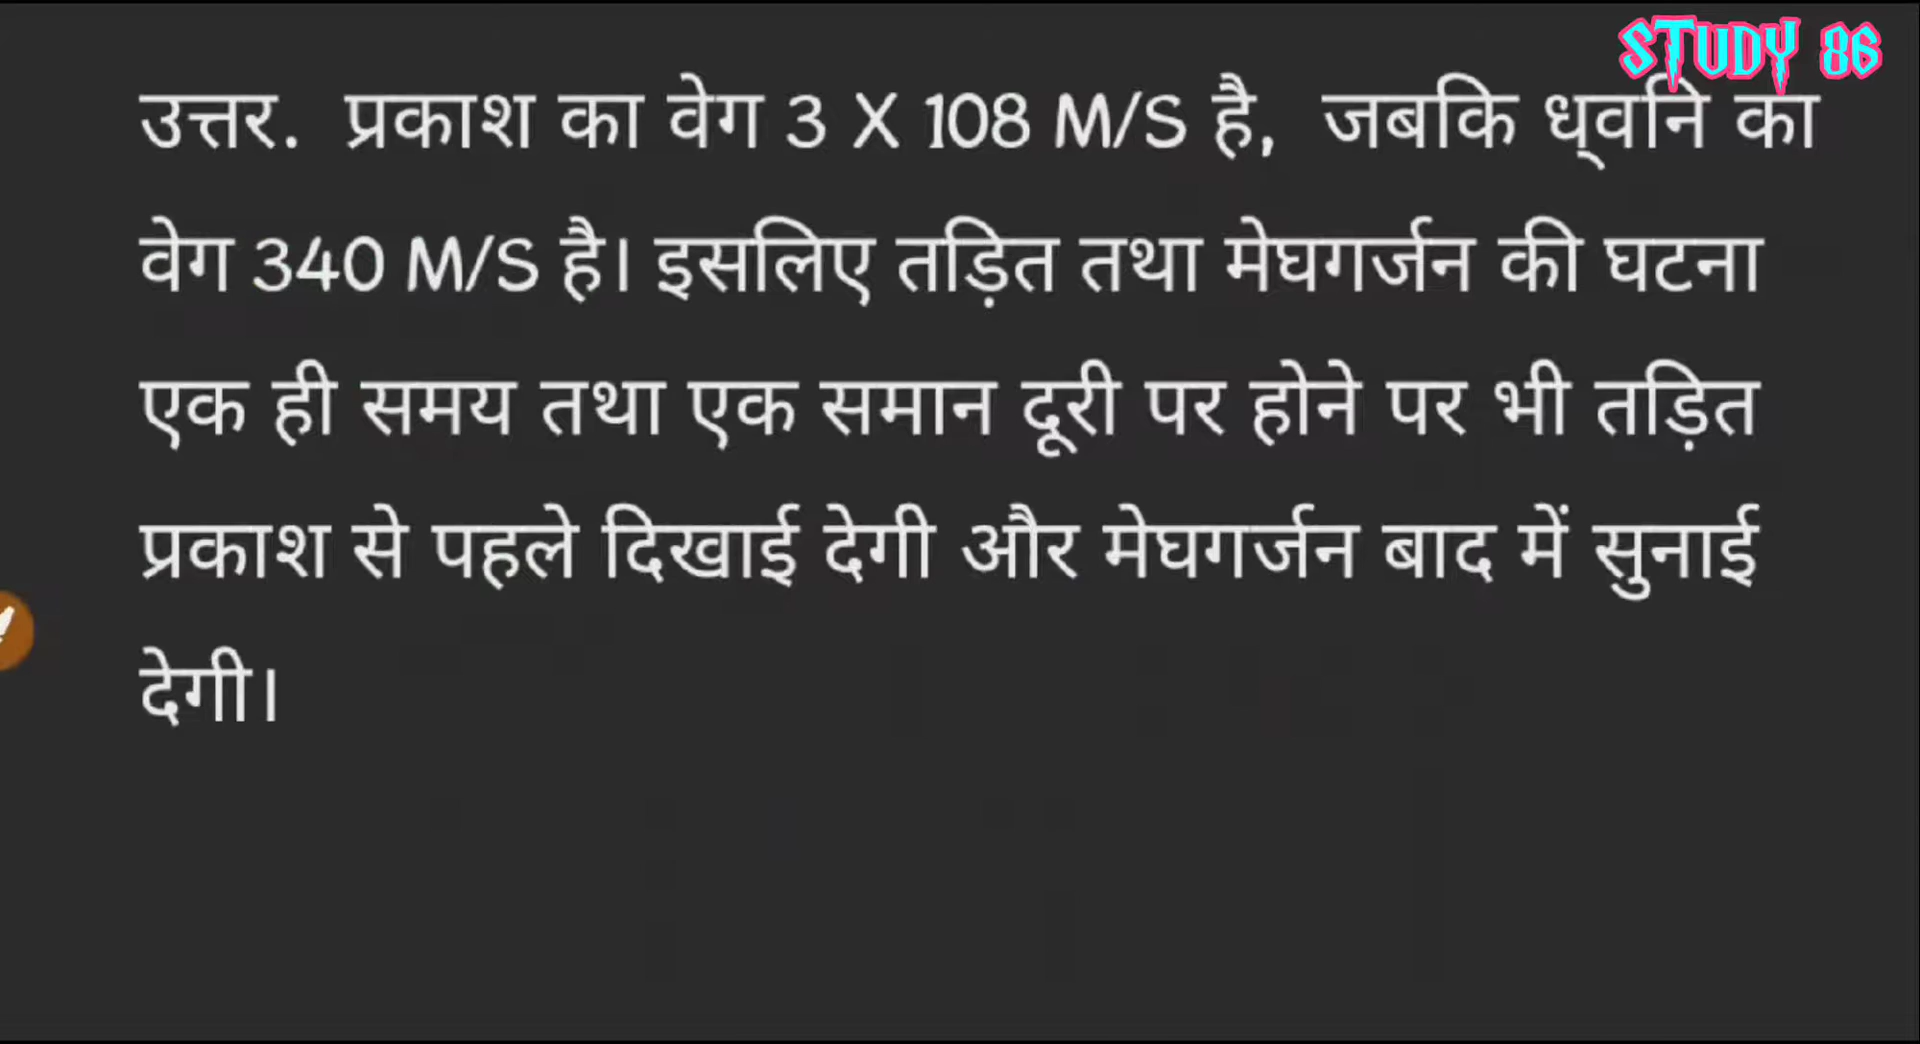 STUDY 86
उत्तर. प्रकाश का वेग 3 X 108 M/S है, जबकि ध्वनि का
वेग 340 M/S है। इसलिए तड़ित तथा मेघगर्जन की घटना
एक ही समय तथा एक समान दूरी पर होने पर भी तड़ित
प्रकाश से पहले दिखाई देगी और मेघगर्जन बाद में सुनाई
देगी।